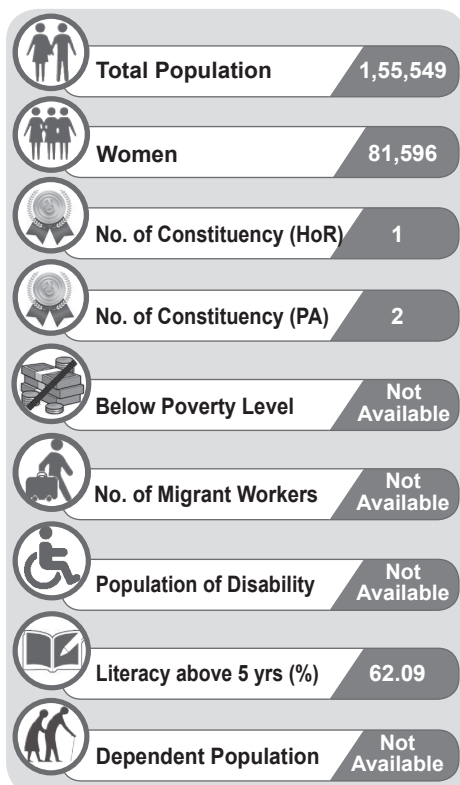 Total Population 1,55,549
Women 81,596
No. of Constituency (HoR) 1
No. of Constituency (PA) 2
Below Poverty Level Not Available
No. of Migrant Workers Not Available
Population of Disability Not Available
Literacy above 5 yrs (%) 62.09
Dependent Population Not Available